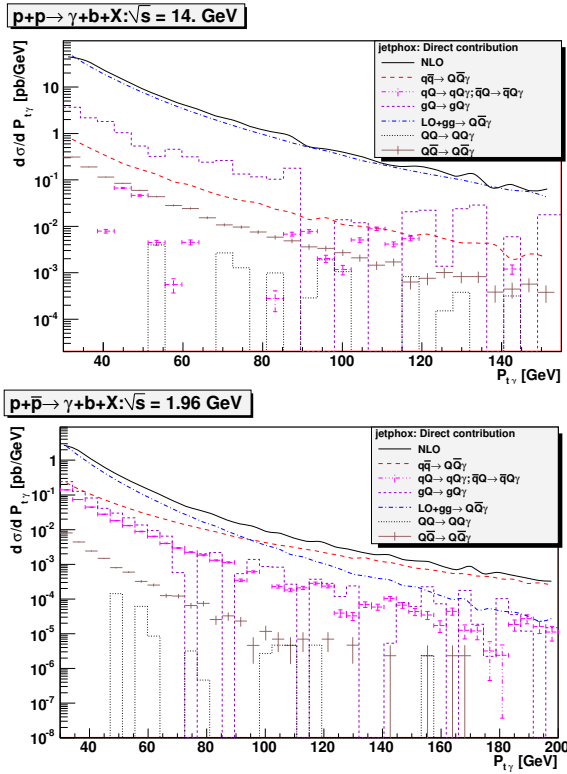 p+p→ γ+b+X:√s = 14. GeV
jetphox: Direct contribution
NLO
qq̅→ QQ̅γ
qQ → qQγ; q̅Q→ q̅Qγ
gQ→ gQγ
LO+gg→ QQ̅γ
QQ → QQγ
QQ̅→ QQ̅γ
dσ/dP_tγ [pb/GeV]
10
1
10⁻¹
10⁻²
10⁻³
10⁻⁴
40 60 80 100 120 140
P_tγ [GeV]
p+p̅→ γ+b+X:√s = 1.96 GeV
jetphox: Direct contribution
NLO
qq̅→ QQ̅γ
qQ → qQγ; q̅Q→ q̅Qγ
gQ→ gQγ
LO+gg→ QQ̅γ
QQ → QQγ
QQ̅→ QQ̅γ
dσ/dP_tγ [pb/GeV]
1
10⁻¹
10⁻²
10⁻³
10⁻⁴
10⁻⁵
10⁻⁶
10⁻⁷
10⁻⁸
40 60 80 100 120 140 160 180 200
P_tγ [GeV]